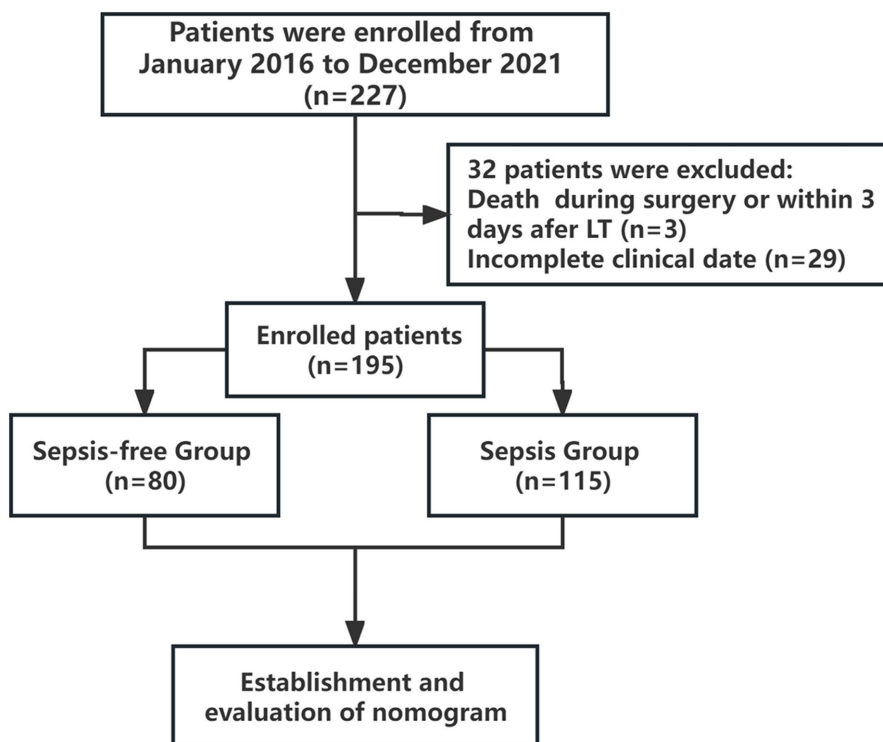 Patients were enrolled from
January 2016 to December 2021
(n=227)
32 patients were excluded:
Death during surgery or within 3
days afer LT (n=3)
Incomplete clinical date (n=29)
Enrolled patients
(n=195)
Sepsis-free Group
(n=80)
Sepsis Group
(n=115)
Establishment and
evaluation of nomogram